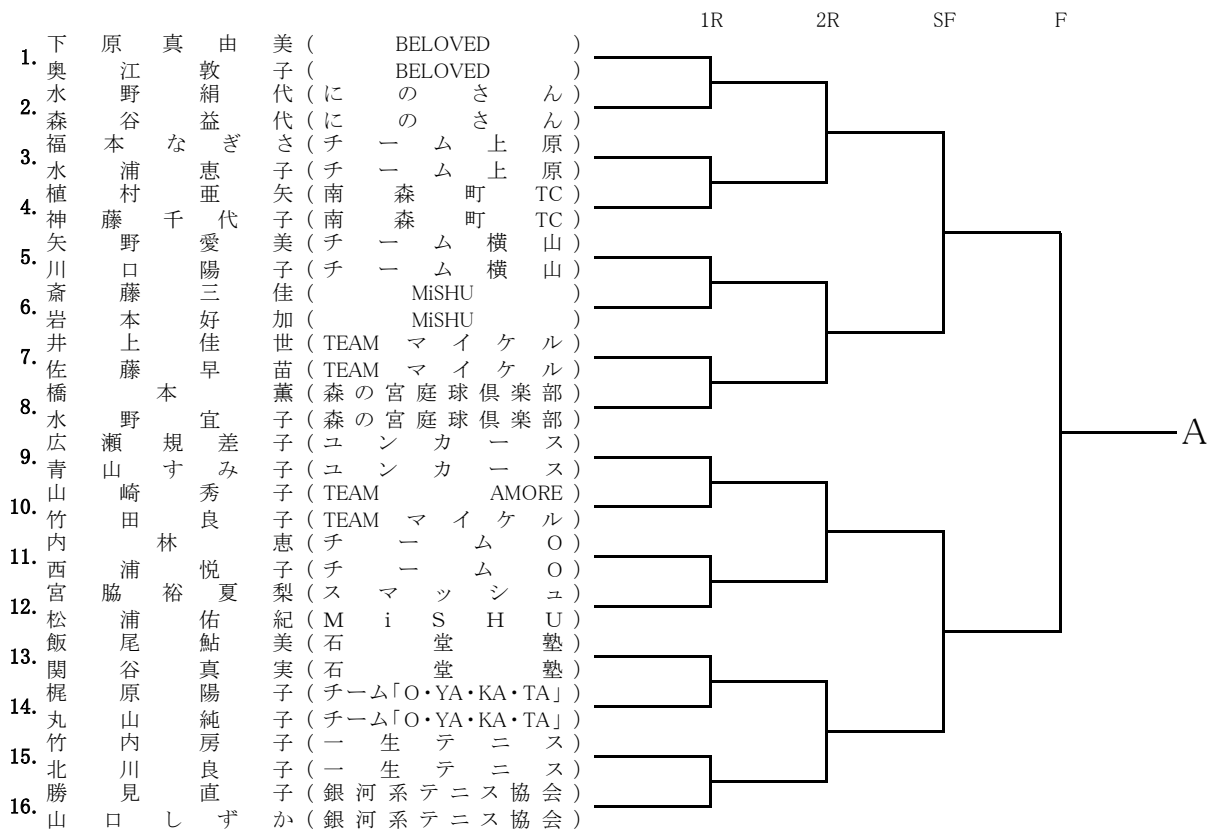 1R 2R SF F
1. 下原真由美 ( BELOVED )
奥江敦子 ( BELOVED )
2. 水野絹代 ( にのさん )
森谷益代 ( にのさん )
3. 福本なぎさ ( チーム上原 )
水浦恵子 ( チーム上原 )
4. 植村亜矢 ( 南森町TC )
神藤千代子 ( 南森町TC )
5. 矢野愛美 ( チーム横山 )
川口陽子 ( チーム横山 )
6. 斎藤三佳 ( MiSHU )
岩本好加 ( MiSHU )
7. 井上佳世 ( TEAM マイケル )
佐藤早苗 ( TEAM マイケル )
8. 橋本薫 ( 森の宮庭球倶楽部 )
水野宜子 ( 森の宮庭球倶楽部 )
9. 広瀬規差子 ( ユンカース )
青山すみ子 ( ユンカース )
10. 山崎秀子 ( TEAM AMORE )
竹田良子 ( TEAM マイケル )
11. 内林恵 ( チームO )
西浦悦子 ( チームO )
12. 宮脇裕夏梨 ( スマッシュ )
松浦佑紀 ( MiSHU )
13. 飯尾鮎美 ( 石堂塾 )
関谷真実 ( 石堂塾 )
14. 梶原陽子 ( チーム「O・YA・KA・TA」 )
丸山純子 ( チーム「O・YA・KA・TA」 )
15. 竹内房子 ( 一生テニス )
北川良子 ( 一生テニス )
16. 勝見直子 ( 銀河系テニス協会 )
山口しずか ( 銀河系テニス協会 )
A